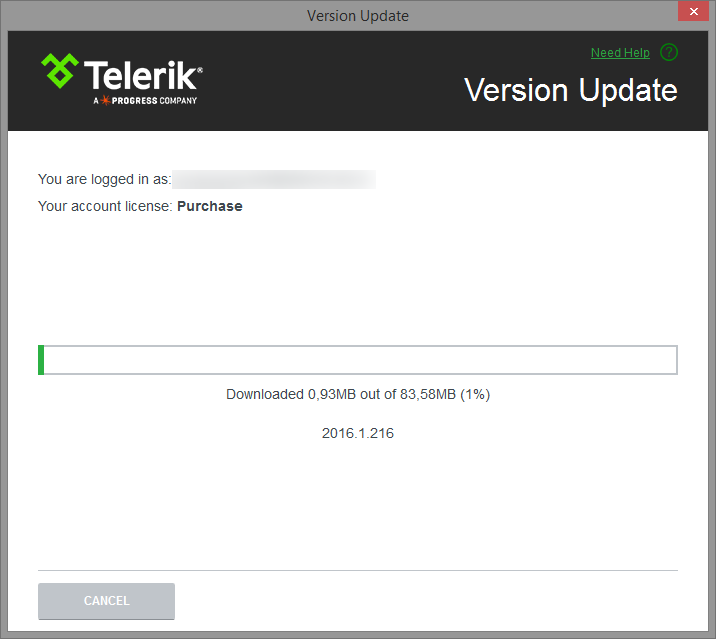 Version Update
Need Help ?
Telerik®
A PROGRESS COMPANY
Version Update
You are logged in as:
Your account license: Purchase
Downloaded 0,93MB out of 83,58MB (1%)
2016.1.216
CANCEL